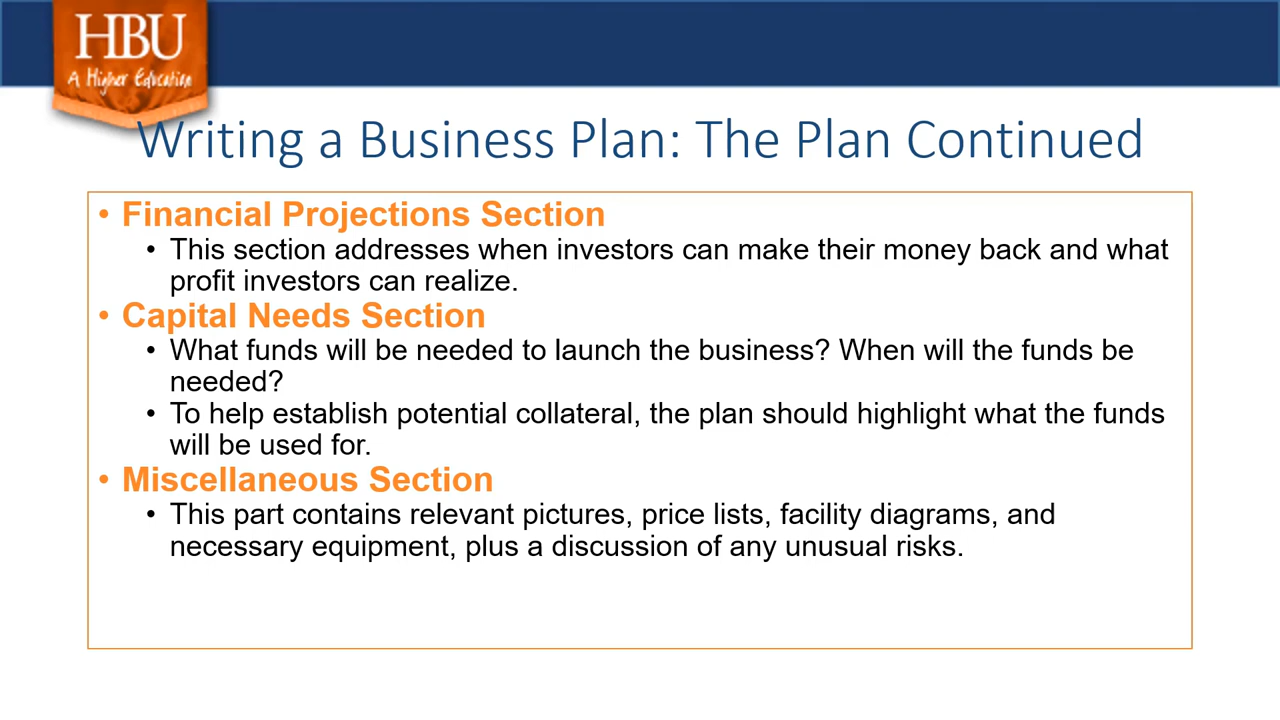 HBU
A Higher Education
Writing a Business Plan: The Plan Continued
• Financial Projections Section
• This section addresses when investors can make their money back and what
profit investors can realize.
• Capital Needs Section
• What funds will be needed to launch the business? When will the funds be
needed?
• To help establish potential collateral, the plan should highlight what the funds
will be used for.
• Miscellaneous Section
• This part contains relevant pictures, price lists, facility diagrams, and
necessary equipment, plus a discussion of any unusual risks.